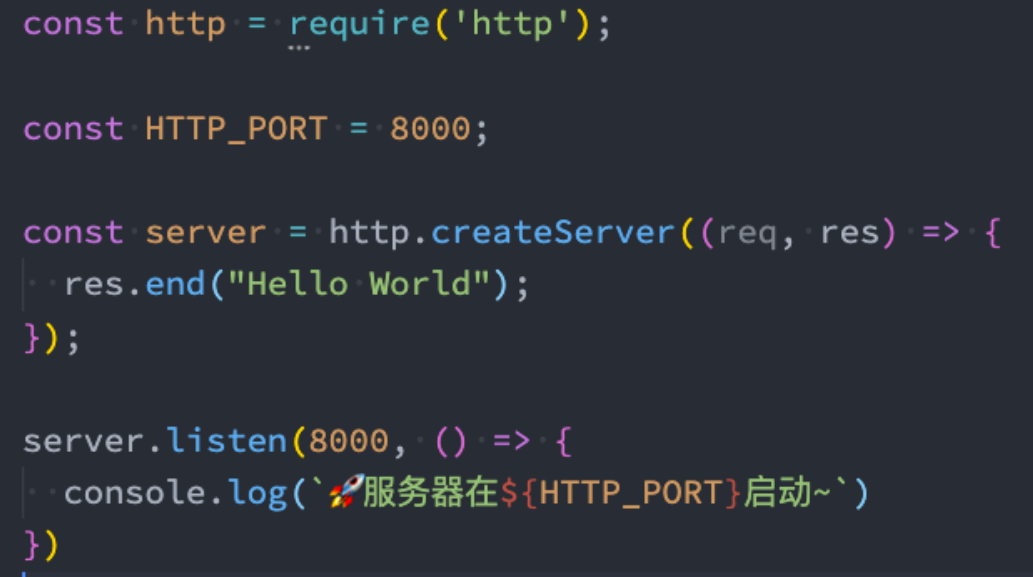 const http = require('http');
const HTTP_PORT = 8000;
const server = http.createServer((req, res) => {
  res.end("Hello World");
});
server.listen(8000, () => {
  console.log(`🚀服务器在${HTTP_PORT}启动~`)
})